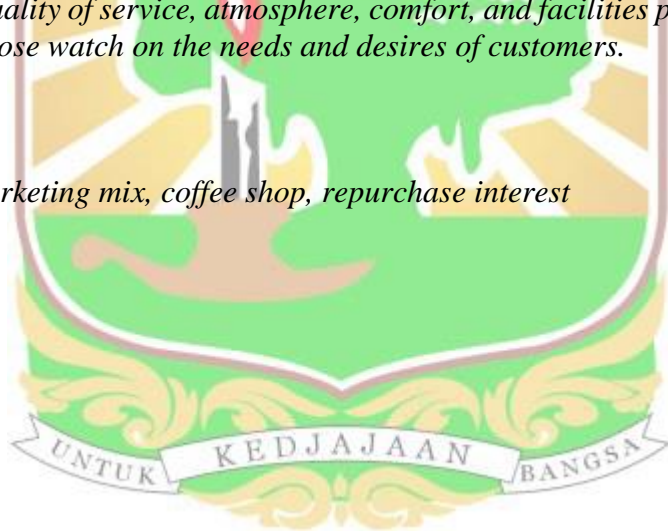 uality of service, atmosphere, comfort, and facilities p
ose watch on the needs and desires of customers.
rketing mix, coffee shop, repurchase interest
UNTUK KEDJAJAAN BANGSA